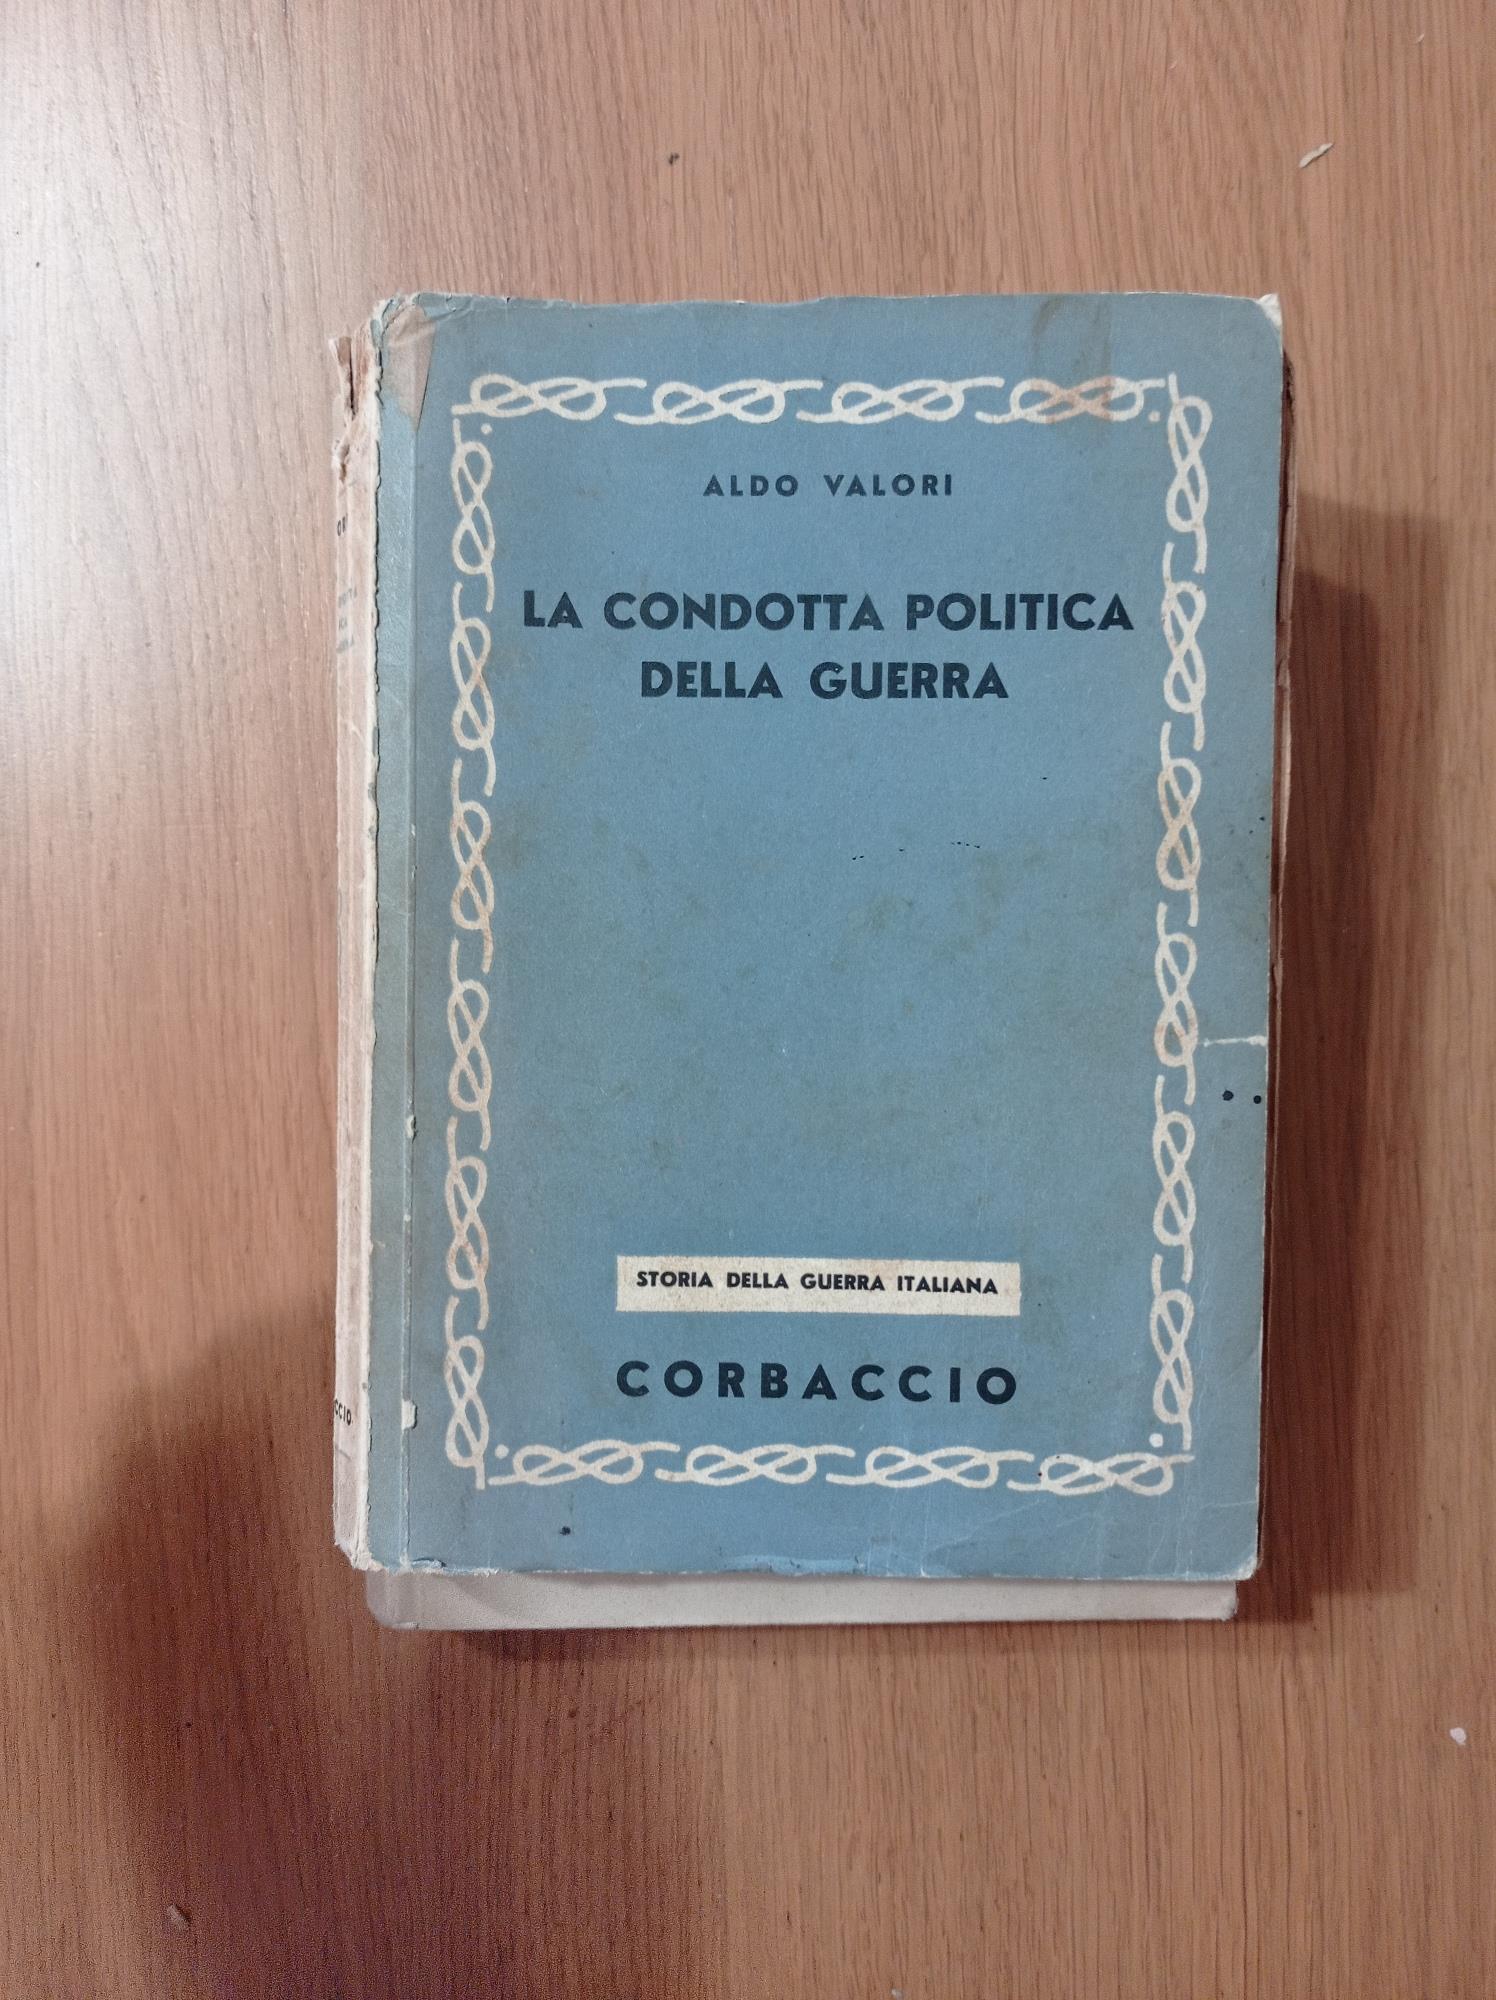 ALDO VALORI
LA CONDOTTA POLITICA
DELLA GUERRA
STORIA DELLA GUERRA ITALIANA
CORBACCIO